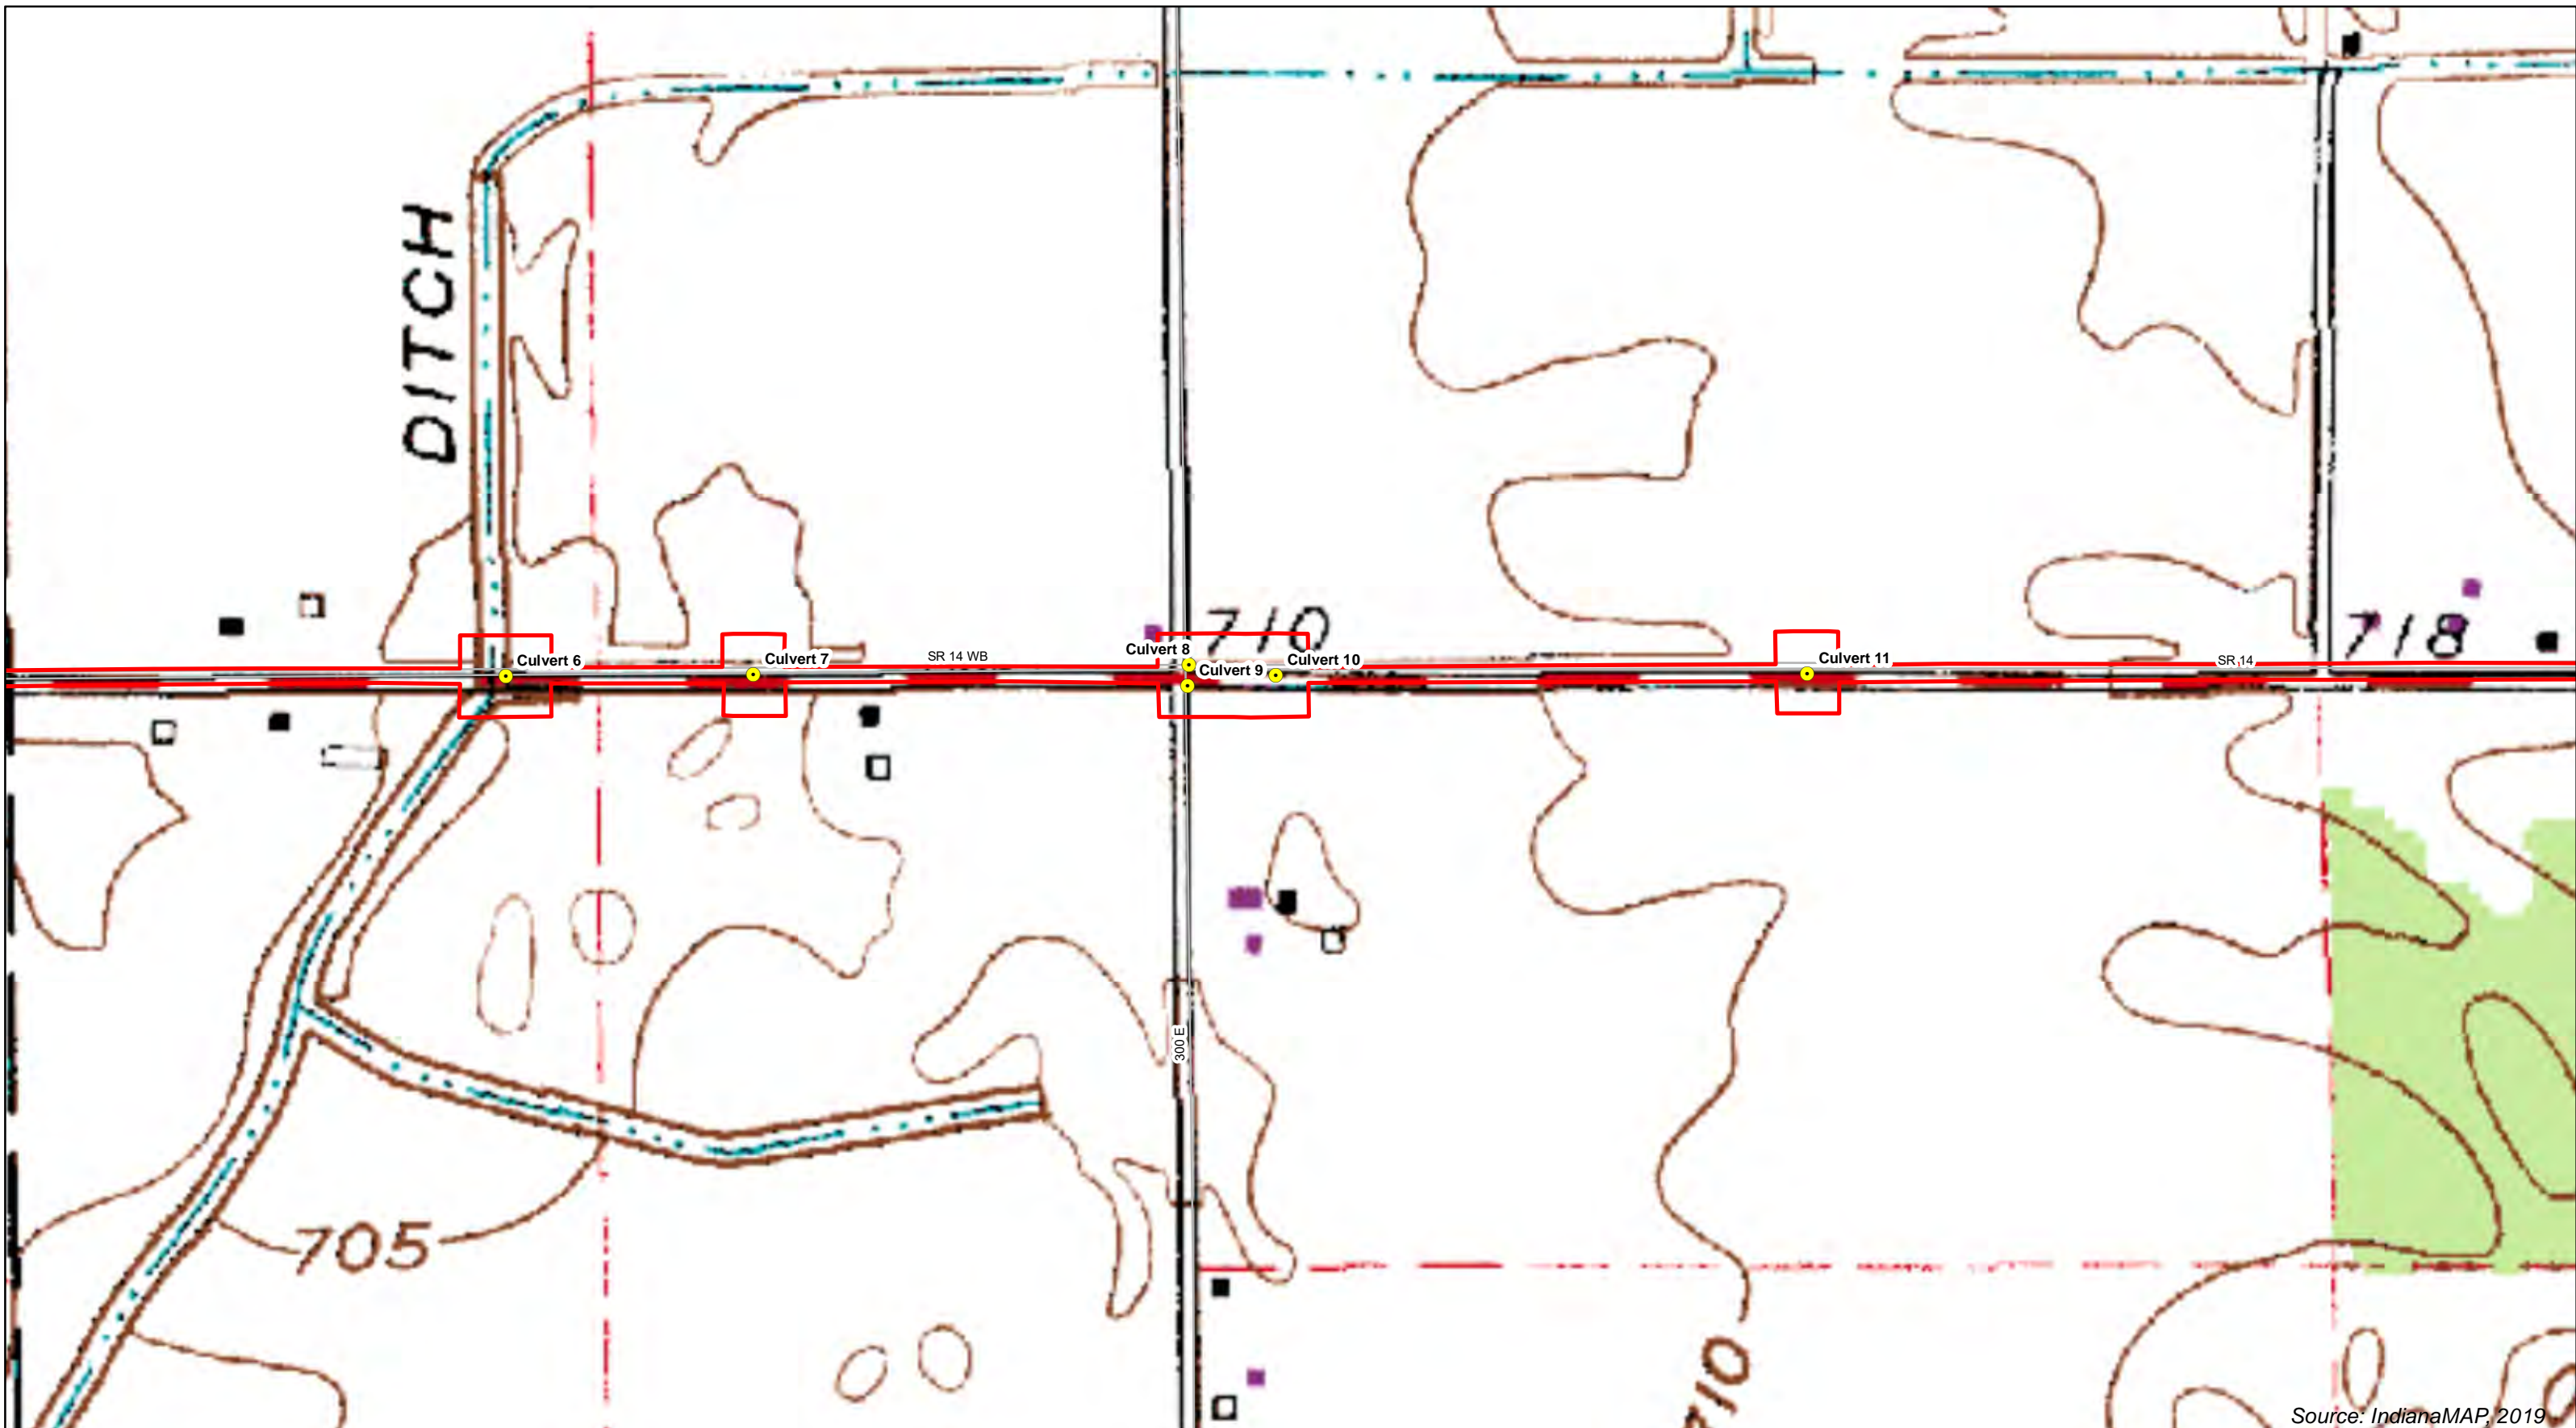 DITCH
710
718
Culvert 6
Culvert 7
SR 14 WB
Culvert 8
Culvert 9
Culvert 10
Culvert 11
SR 14
300 E
705
710
Source: IndianaMAP, 2019